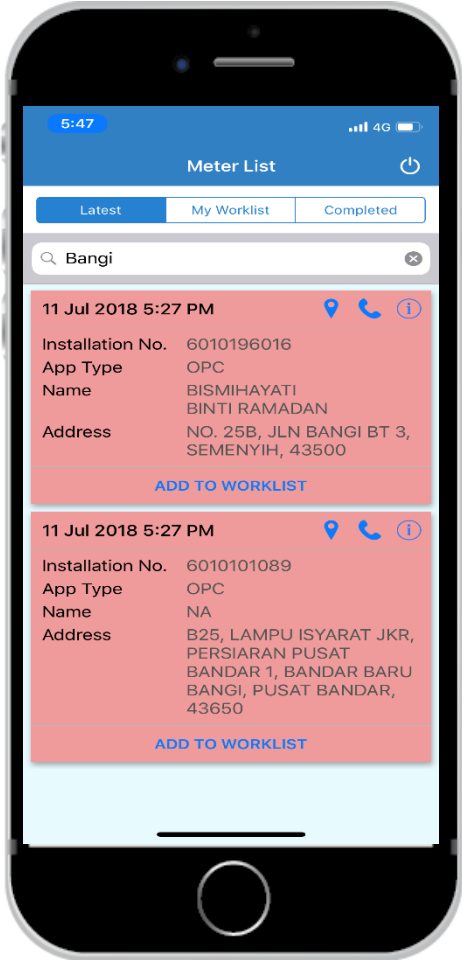 5:47 4G
Meter List
Latest My Worklist Completed
Bangi
11 Jul 2018 5:27 PM
Installation No. 6010196016
App Type OPC
Name BISMIHAYATI
BINTI RAMADAN
Address NO. 25B, JLN BANGI BT 3,
SEMENYIH, 43500
ADD TO WORKLIST
11 Jul 2018 5:27 PM
Installation No. 6010101089
App Type OPC
Name NA
Address B25, LAMPU ISYARAT JKR,
PERSIARAN PUSAT
BANDAR 1, BANDAR BARU
BANGI, PUSAT BANDAR,
43650
ADD TO WORKLIST